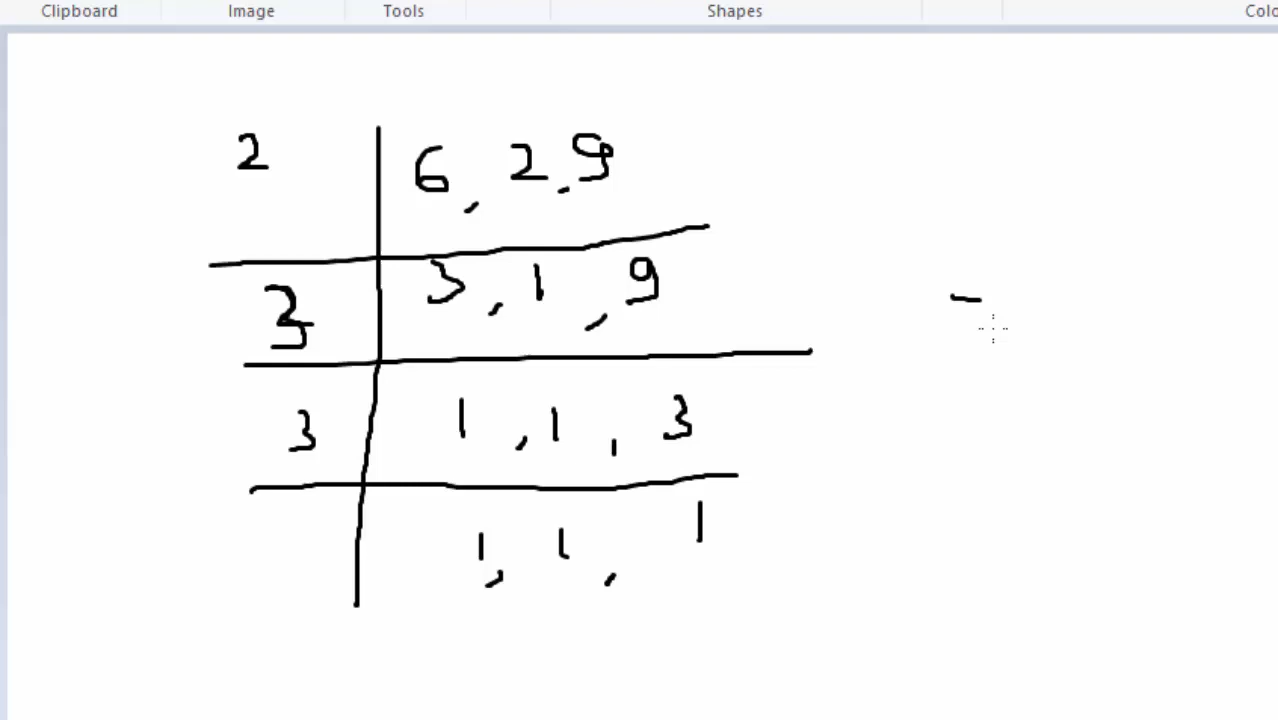 Clipboard Image Tools Shapes
2 6, 2, 9
3 3, 1, 9
3 1, 1, 3
1, 1, 1